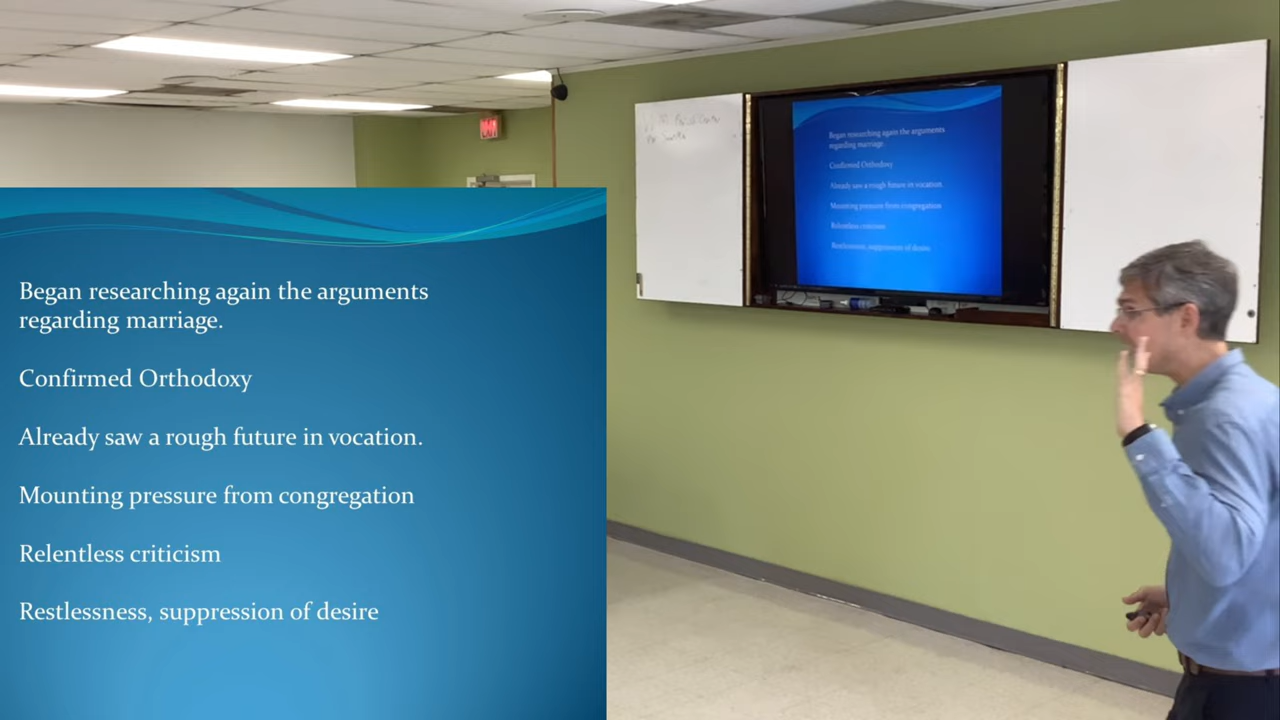 Began researching again the arguments
regarding marriage.
Confirmed Orthodoxy
Already saw a rough future in vocation.
Mounting pressure from congregation
Relentless criticism
Restlessness, suppression of desire
Began researching again the arguments
regarding marriage.
Confirmed Orthodoxy
Already saw a rough future in vocation.
Mounting pressure from congregation
Relentless criticism
Restlessness, suppression of desire
EXIT